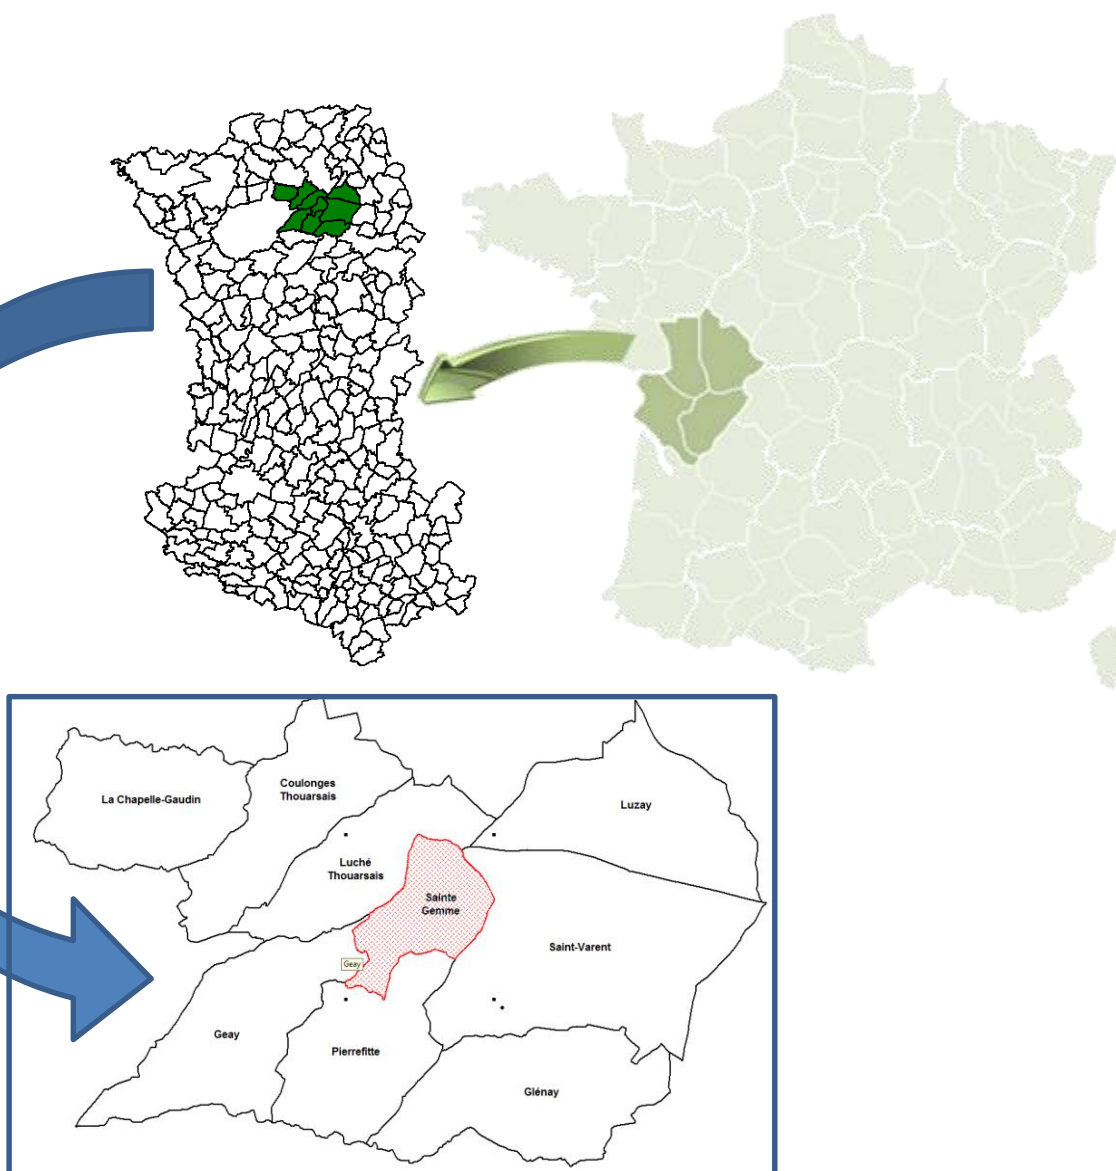 La Chapelle-Gaudin
Coulonges
Thouarsais
Luzay
Luché
Thouarsais
Sainte
Gemme
Saint-Varent
Geay
Geay
Pierrefitte
Glénay